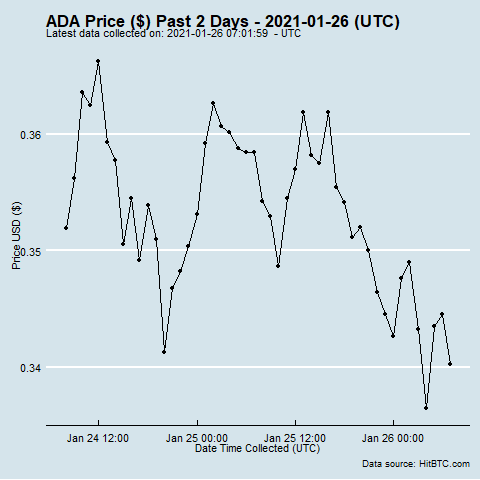 ADA Price ($) Past 2 Days - 2021-01-26 (UTC)
Latest data collected on: 2021-01-26 07:01:59 - UTC
0.36
0.35
0.34
Price USD ($)
Jan 24 12:00 Jan 25 00:00 Jan 25 12:00 Jan 26 00:00
Date Time Collected (UTC)
Data source: HitBTC.com